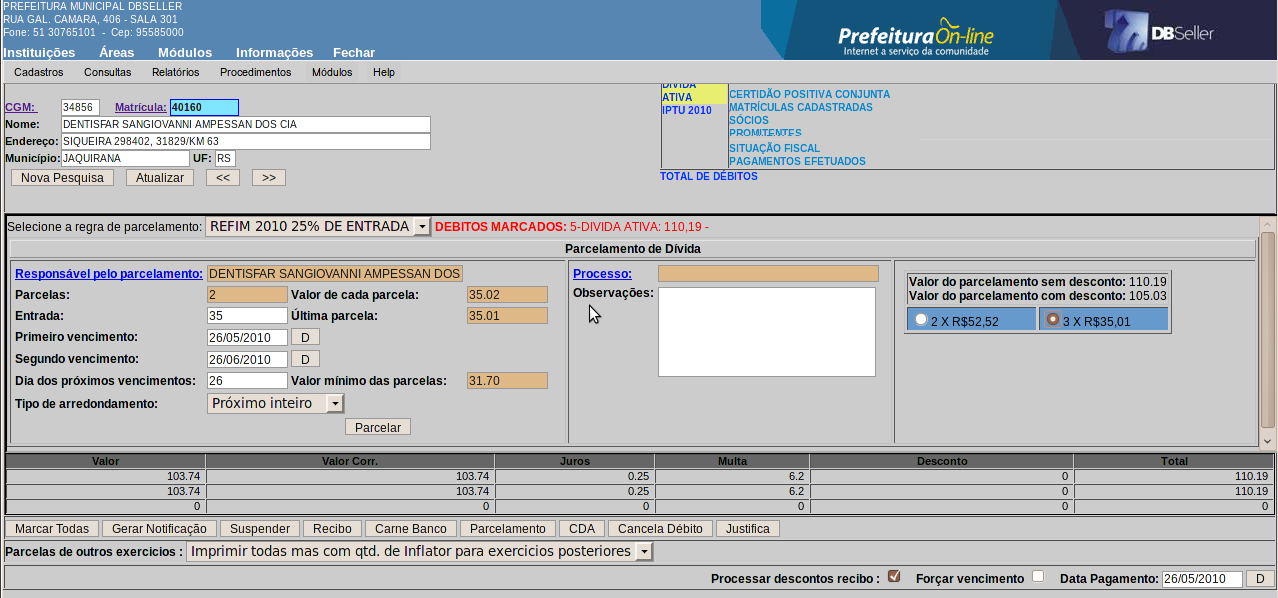 PREFEITURA MUNICIPAL DBSELLER
RUA GAL. CAMARA, 406 - SALA 301
Fone: 51 30765101 - Cep: 95585000
PrefeituraOn-line
Internet a serviço da comunidade
DBSeller
Instituições Áreas Módulos Informações Fechar
Cadastros Consultas Relatórios Procedimentos Módulos Help
CGM: 34856 Matrícula: 40160
Nome: DENTISFAR SANGIOVANNI AMPESSAN DOS CIA
Endereço: SIQUEIRA 298402, 31829/KM 63
Município: JAQUIRANA UF: RS
Nova Pesquisa Atualizar << >>
DIVIDA
ATIVA
IPTU 2010
CERTIDÃO POSITIVA CONJUNTA
MATRÍCULAS CADASTRADAS
SÓCIOS
PROMITENTES
SITUAÇÃO FISCAL
PAGAMENTOS EFETUADOS
TOTAL DE DÉBITOS
Selecione a regra de parcelamento: REFIM 2010 25% DE ENTRADA DEBITOS MARCADOS: 5-DIVIDA ATIVA: 110,19 -
Parcelamento de Dívida
Responsável pelo parcelamento: DENTISFAR SANGIOVANNI AMPESSAN DOS
Parcelas: 2 Valor de cada parcela: 35.02
Entrada: 35 Última parcela: 35.01
Primeiro vencimento: 26/05/2010 D
Segundo vencimento: 26/06/2010 D
Dia dos próximos vencimentos: 26 Valor mínimo das parcelas: 31.70
Tipo de arredondamento: Próximo inteiro
Parcelar
Processo:
Observações:
Valor do parcelamento sem desconto: 110.19
Valor do parcelamento com desconto: 105.03
2 X R$52,52 3 X R$35,01
Valor Valor Corr. Juros Multa Desconto Total
103.74 103.74 0.25 6.2 0 110.19
103.74 103.74 0.25 6.2 0 110.19
0 0 0 0 0 0
Marcar Todas Gerar Notificação Suspender Recibo Carne Banco Parcelamento CDA Cancela Débito Justifica
Parcelas de outros exercicios : Imprimir todas mas com qtd. de Inflator para exercicios posteriores
Processar descontos recibo : Forçar vencimento Data Pagamento: 26/05/2010 D